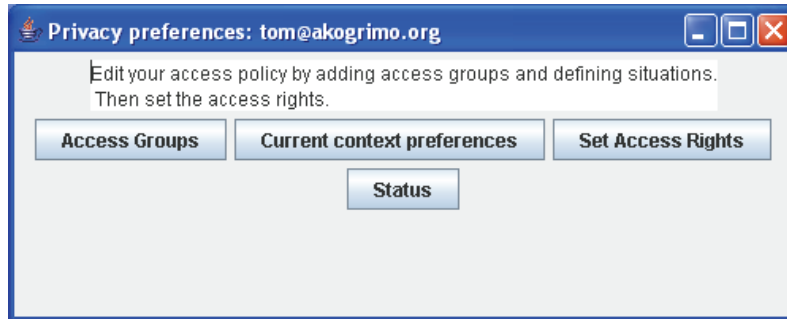 Privacy preferences: tom@akogrimo.org
Edit your access policy by adding access groups and defining situations.
Then set the access rights.
Access Groups Current context preferences Set Access Rights
Status